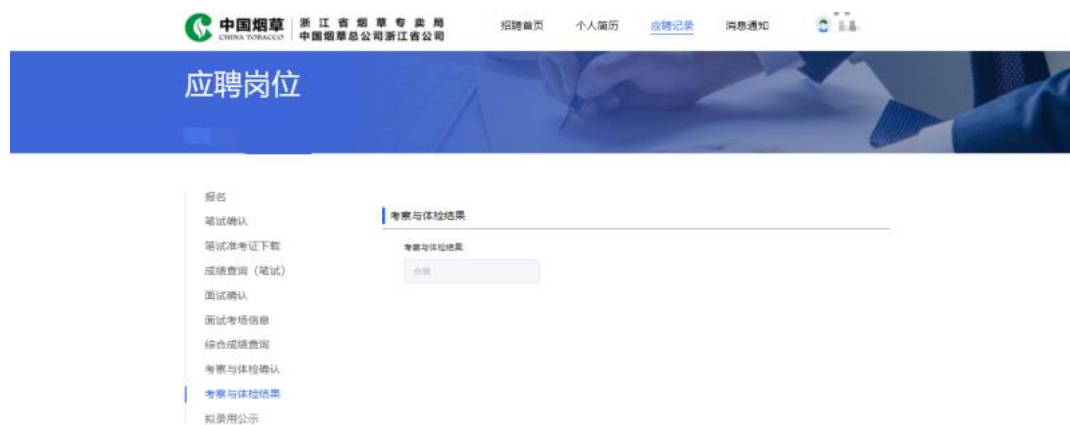 中国烟草
CHINA TOBACCO
浙江省烟草专卖局
中国烟草总公司浙江省公司
招聘首页 个人简历 应聘记录 消息通知
应聘岗位
报名
笔试确认
笔试准考证下载
成绩查询（笔试）
面试确认
面试考场信息
综合成绩查询
考察与体检确认
考察与体检结果
拟录用公示
考察与体检结果
考察与体检结果:
合格